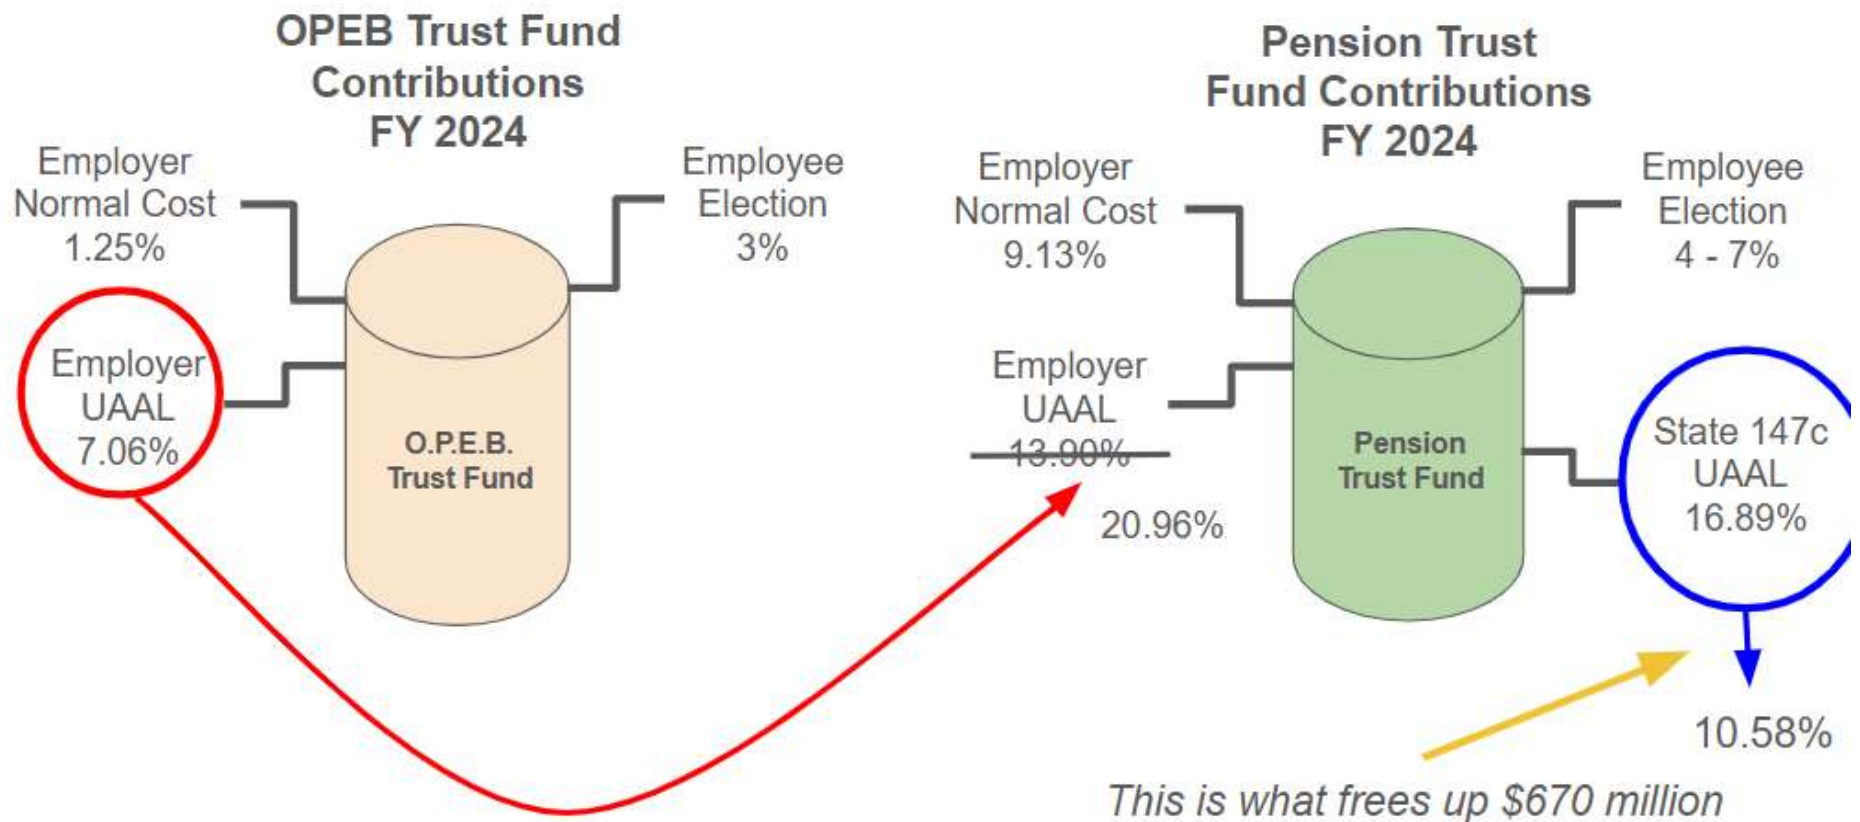 OPEB Trust Fund
Contributions
FY 2024
Employer
Normal Cost
1.25%
Employee
Election
3%
Employer
UAAL
7.06%
O.P.E.B.
Trust Fund
Pension Trust
Fund Contributions
FY 2024
Employer
Normal Cost
9.13%
Employee
Election
4 - 7%
Employer
UAAL
13.90%
20.96%
Pension
Trust Fund
State 147c
UAAL
16.89%
10.58%
This is what frees up $670 million